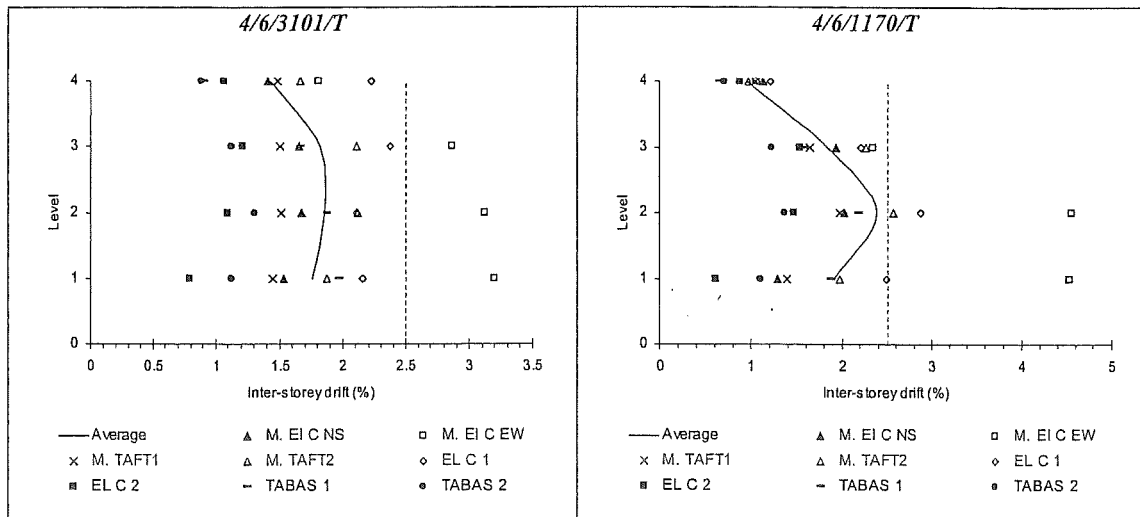 4/6/3101/T
4
3
2
1
0
Level
0 0.5 1 1.5 2 2.5 3 3.5
Inter-storey drift (%)
Average M. El C NS M. El C EW
M. TAFT1 M. TAFT2 EL C 1
EL C 2 TABAS 1 TABAS 2
4/6/1170/T
4
3
2
1
0
Level
0 1 2 3 4 5
Inter-storey drift (%)
Average M. El C NS M. El C EW
M. TAFT1 M. TAFT2 EL C 1
EL C 2 TABAS 1 TABAS 2